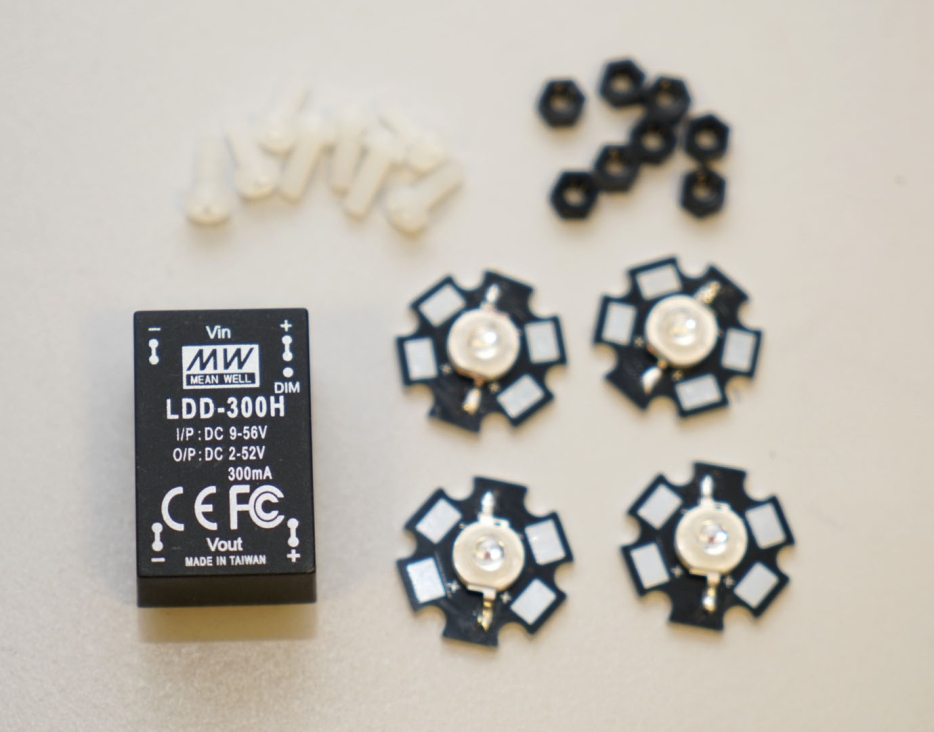 − Vin +
MW
MEAN WELL
DIM
LDD-300H
I/P : DC 9-56V
O/P : DC 2-52V
300mA
CE FC
Vout
− MADE IN TAIWAN +